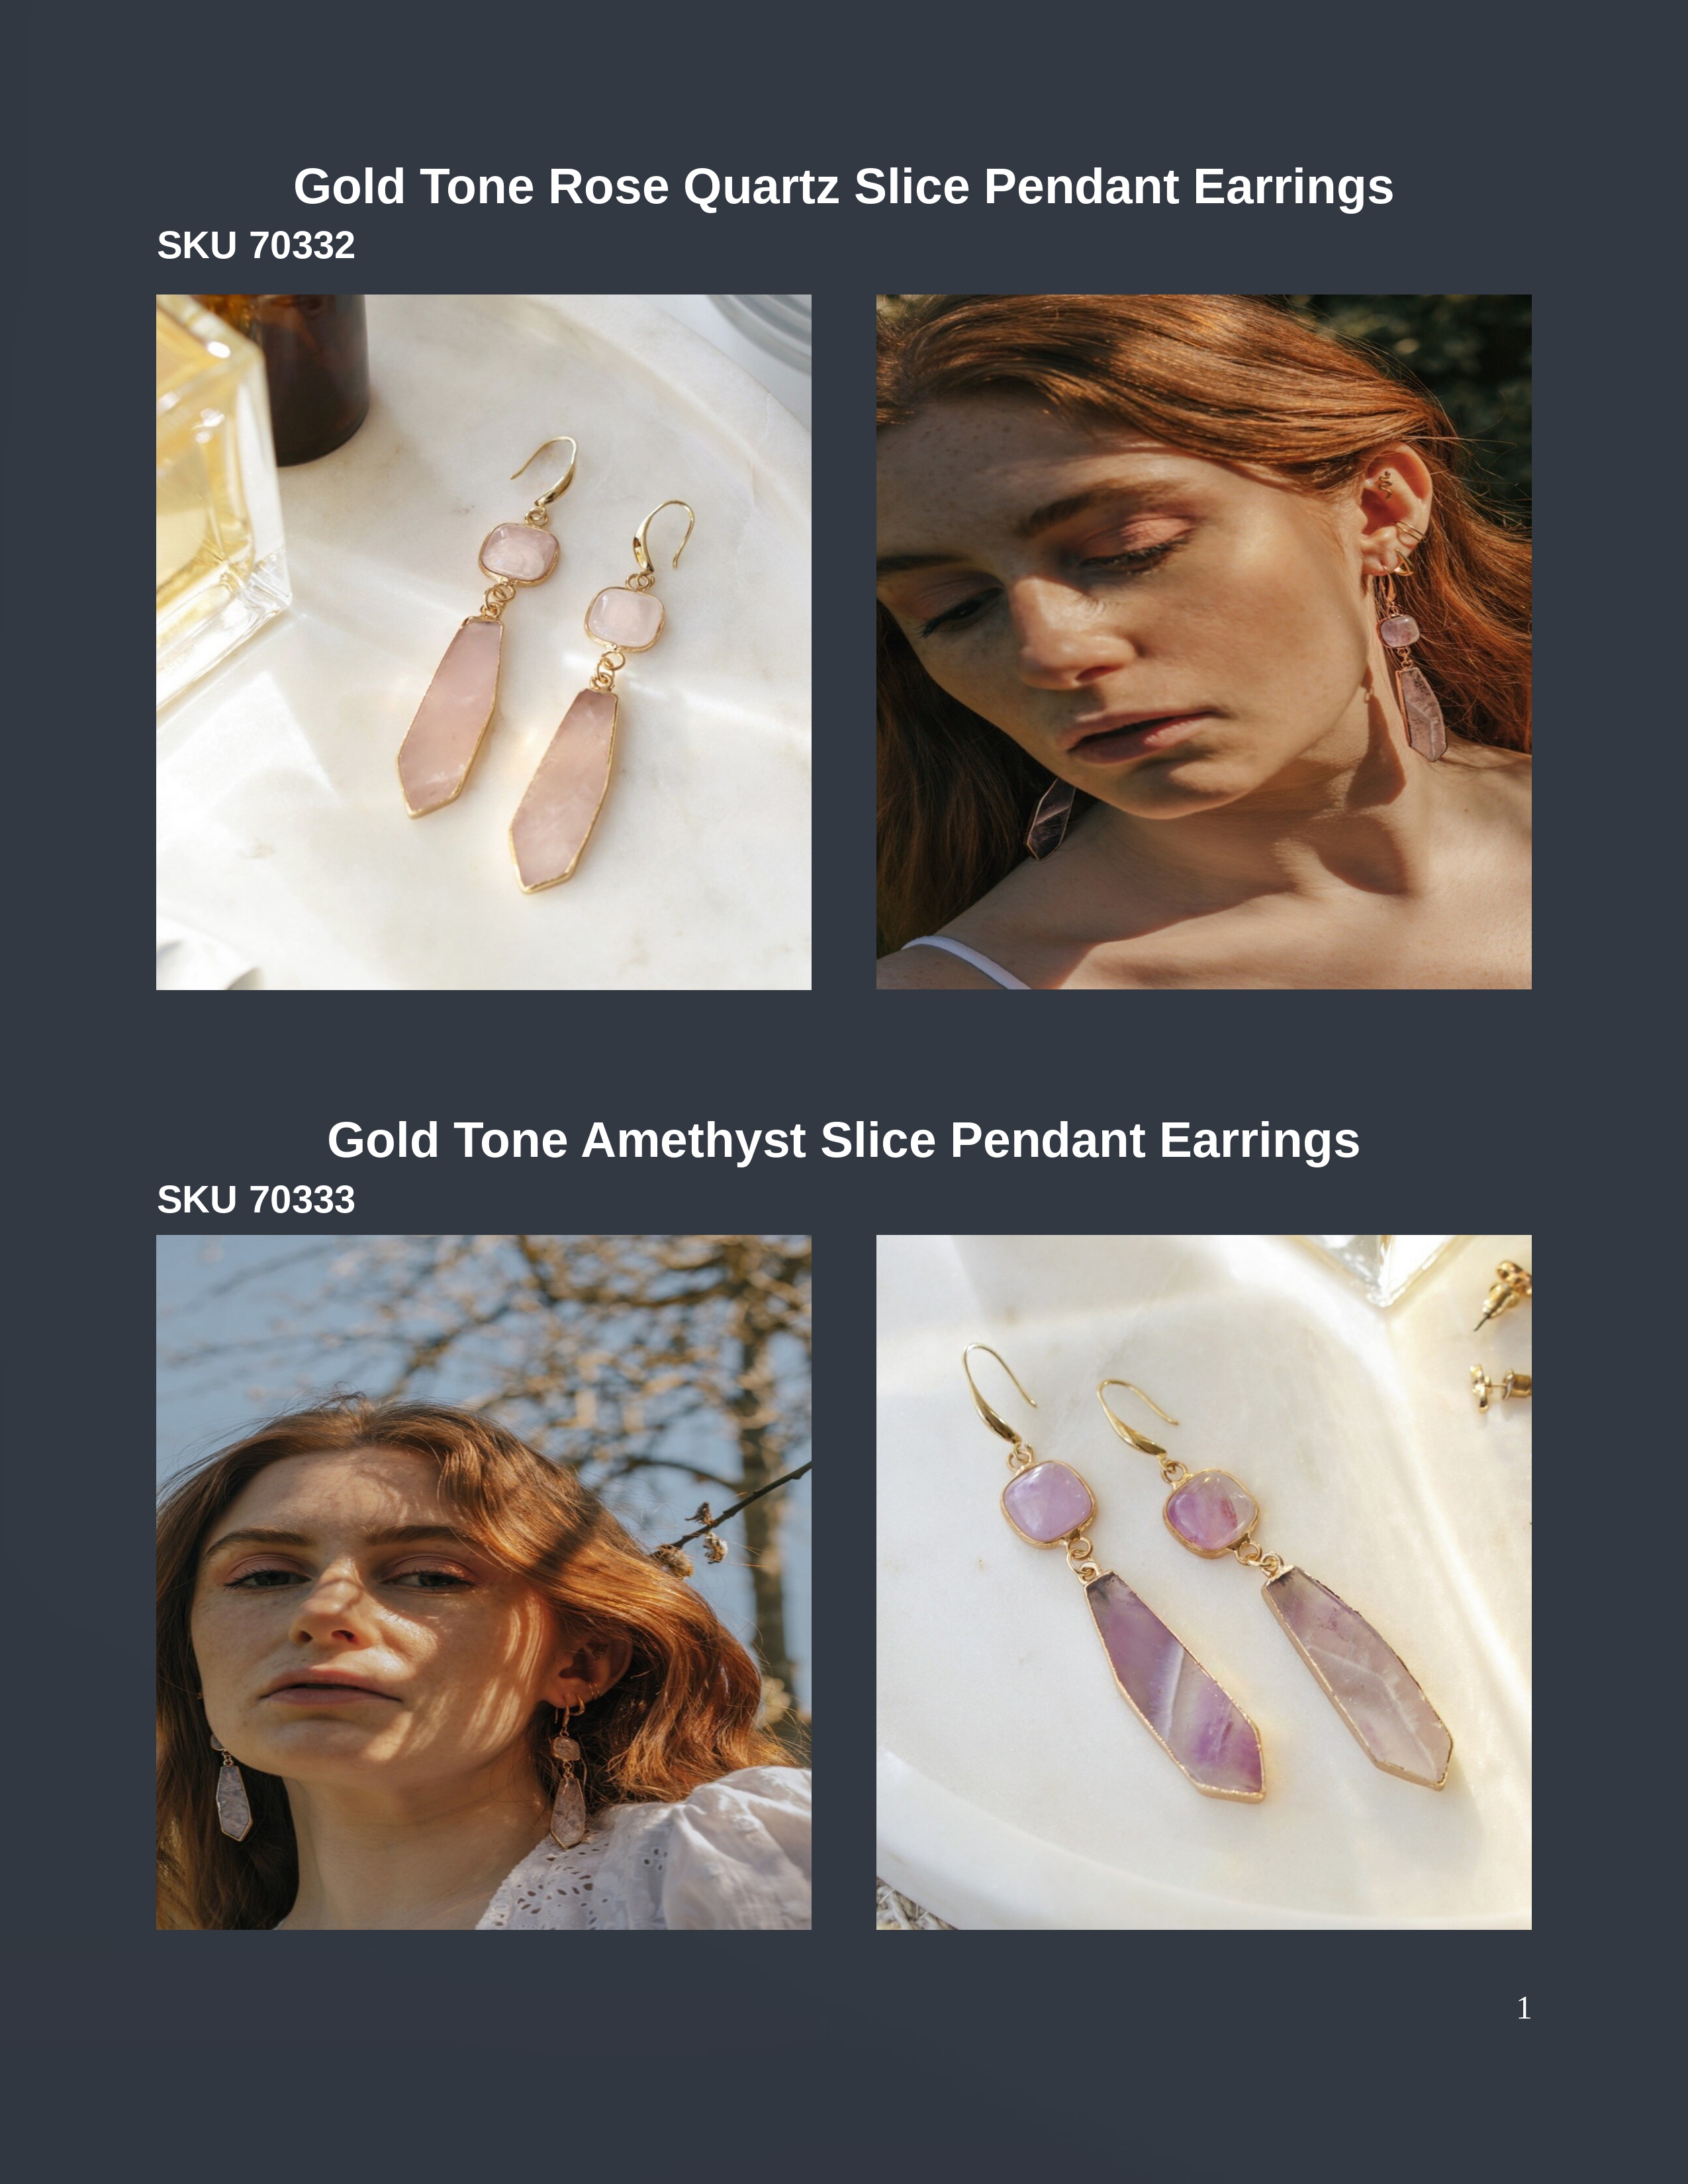 Gold Tone Rose Quartz Slice Pendant Earrings
SKU 70332
Gold Tone Amethyst Slice Pendant Earrings
SKU 70333
1